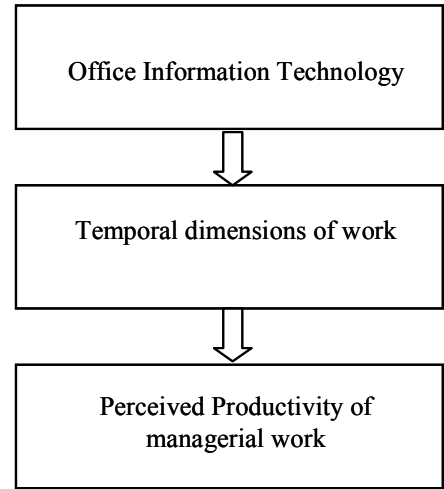 Office Information Technology
Temporal dimensions of work
Perceived Productivity of
managerial work